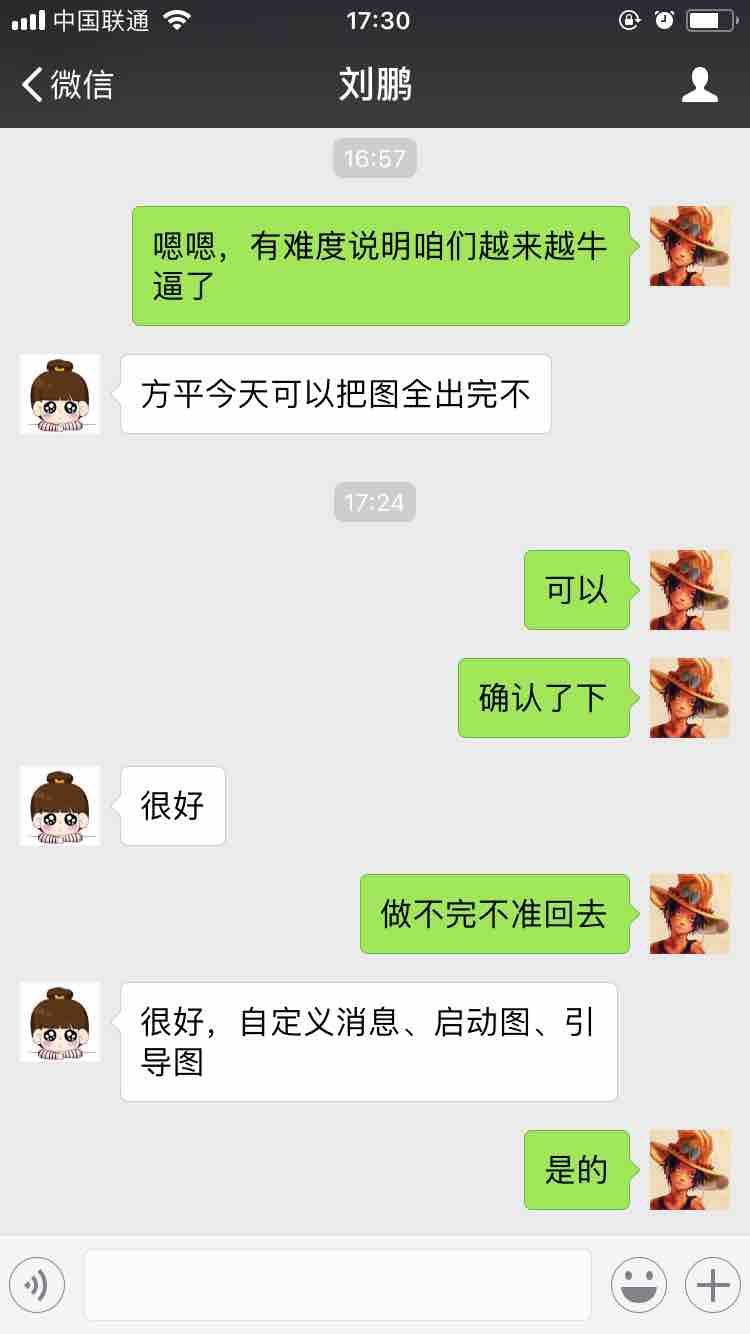 中国联通 17:30
微信 刘鹏
16:57
嗯嗯，有难度说明咱们越来越牛
逼了
方平今天可以把图全出完不
17:24
可以
确认了下
很好
做不完不准回去
很好，自定义消息、启动图、引
导图
是的